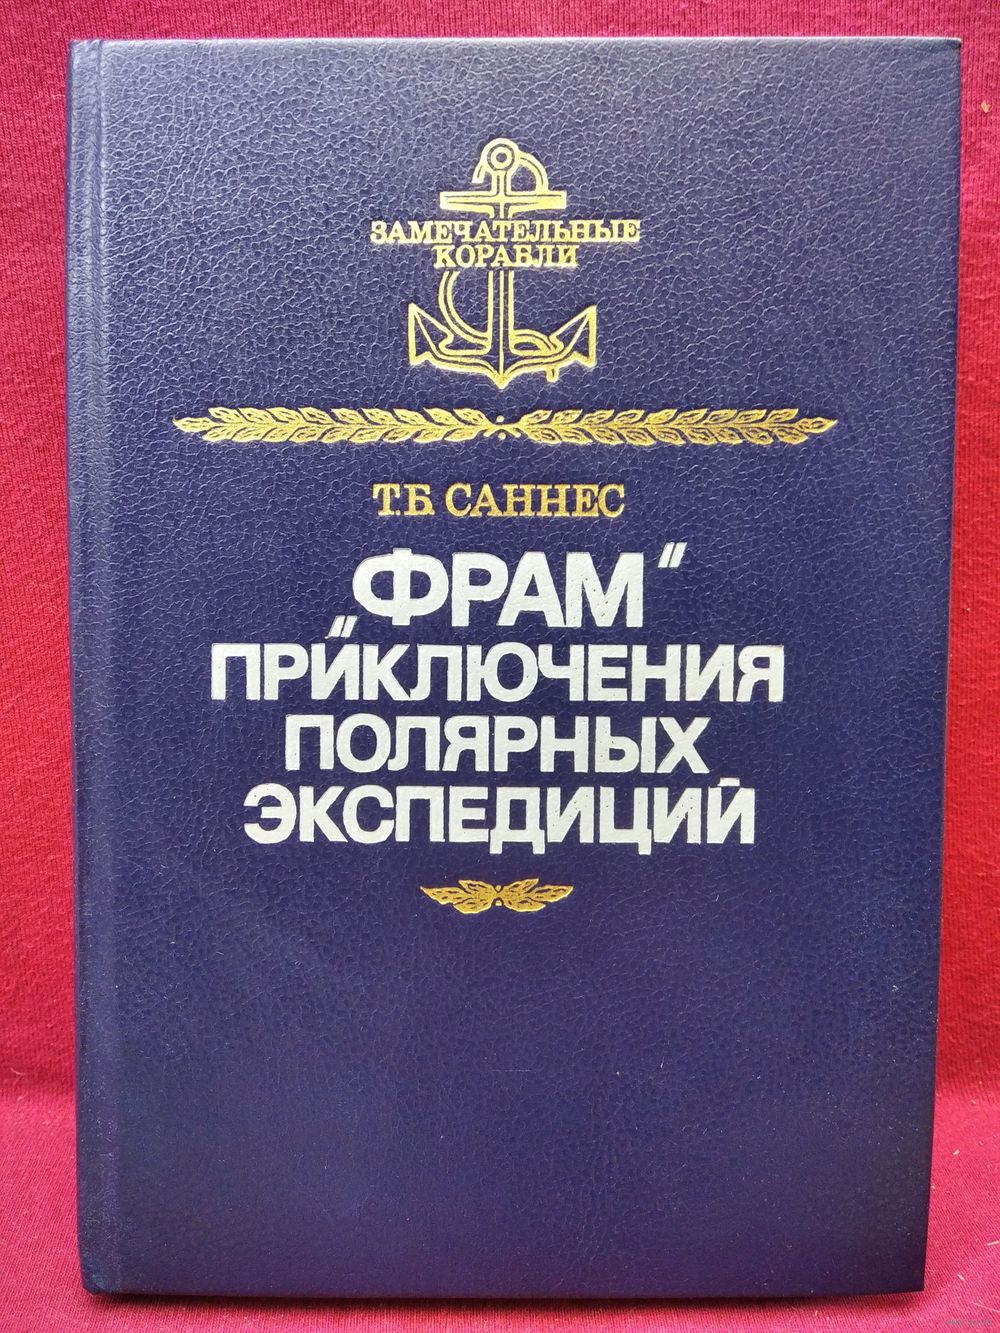 ЗАМЕЧАТЕЛЬНЫЕ
КОРАБЛИ
Т.Б. САННЕС
„ФРАМ“
ПРИКЛЮЧЕНИЯ
ПОЛЯРНЫХ
ЭКСПЕДИЦИЙ